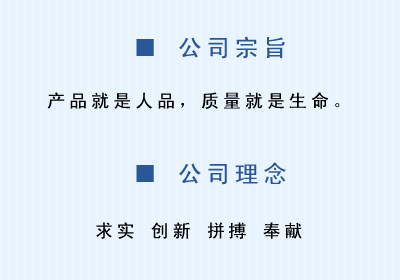 ■ 公司宗旨
产品就是人品，质量就是生命。
■ 公司理念
求实 创新 拼搏 奉献